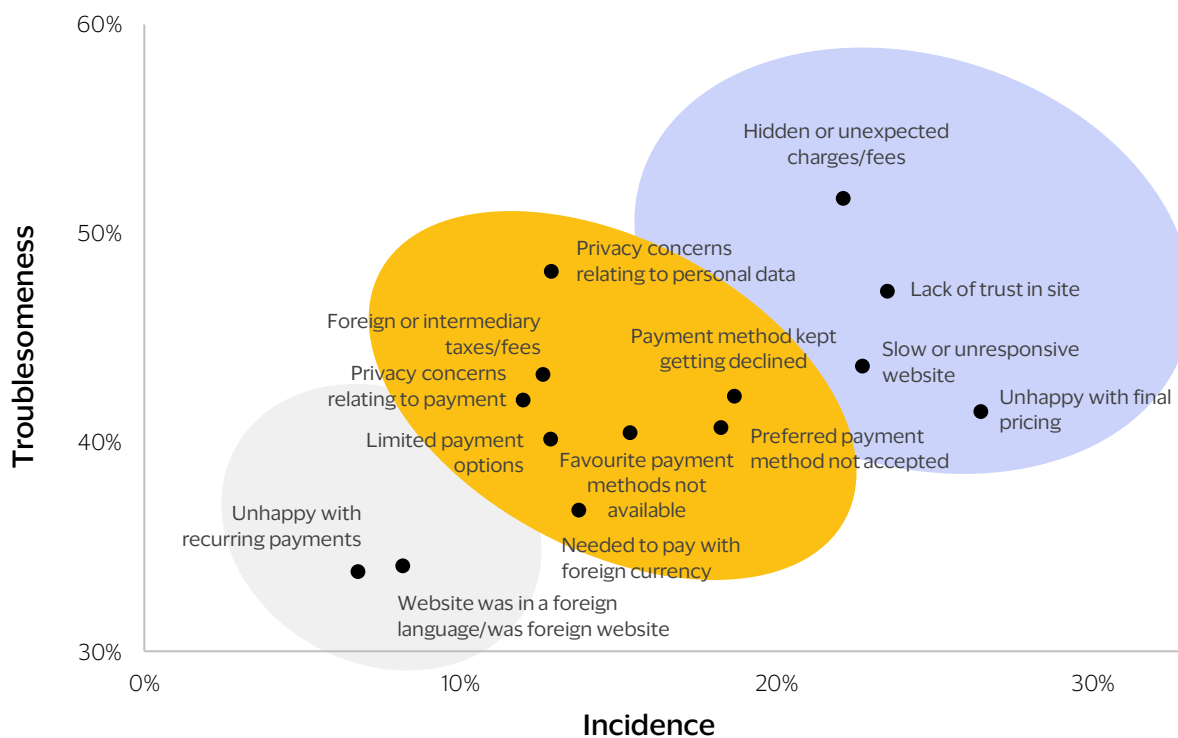 60%
50%
40%
30%
Troublesomeness
Hidden or unexpected
charges/fees
Privacy concerns
relating to personal data
Lack of trust in site
Foreign or intermediary
taxes/fees
Payment method kept
getting declined
Slow or unresponsive
website
Privacy concerns
relating to payment
Unhappy with final
pricing
Limited payment
options
Favourite payment
methods not
available
Preferred payment
method not accepted
Unhappy with
recurring payments
Needed to pay with
foreign currency
Website was in a foreign
language/was foreign website
0%
10%
20%
30%
Incidence